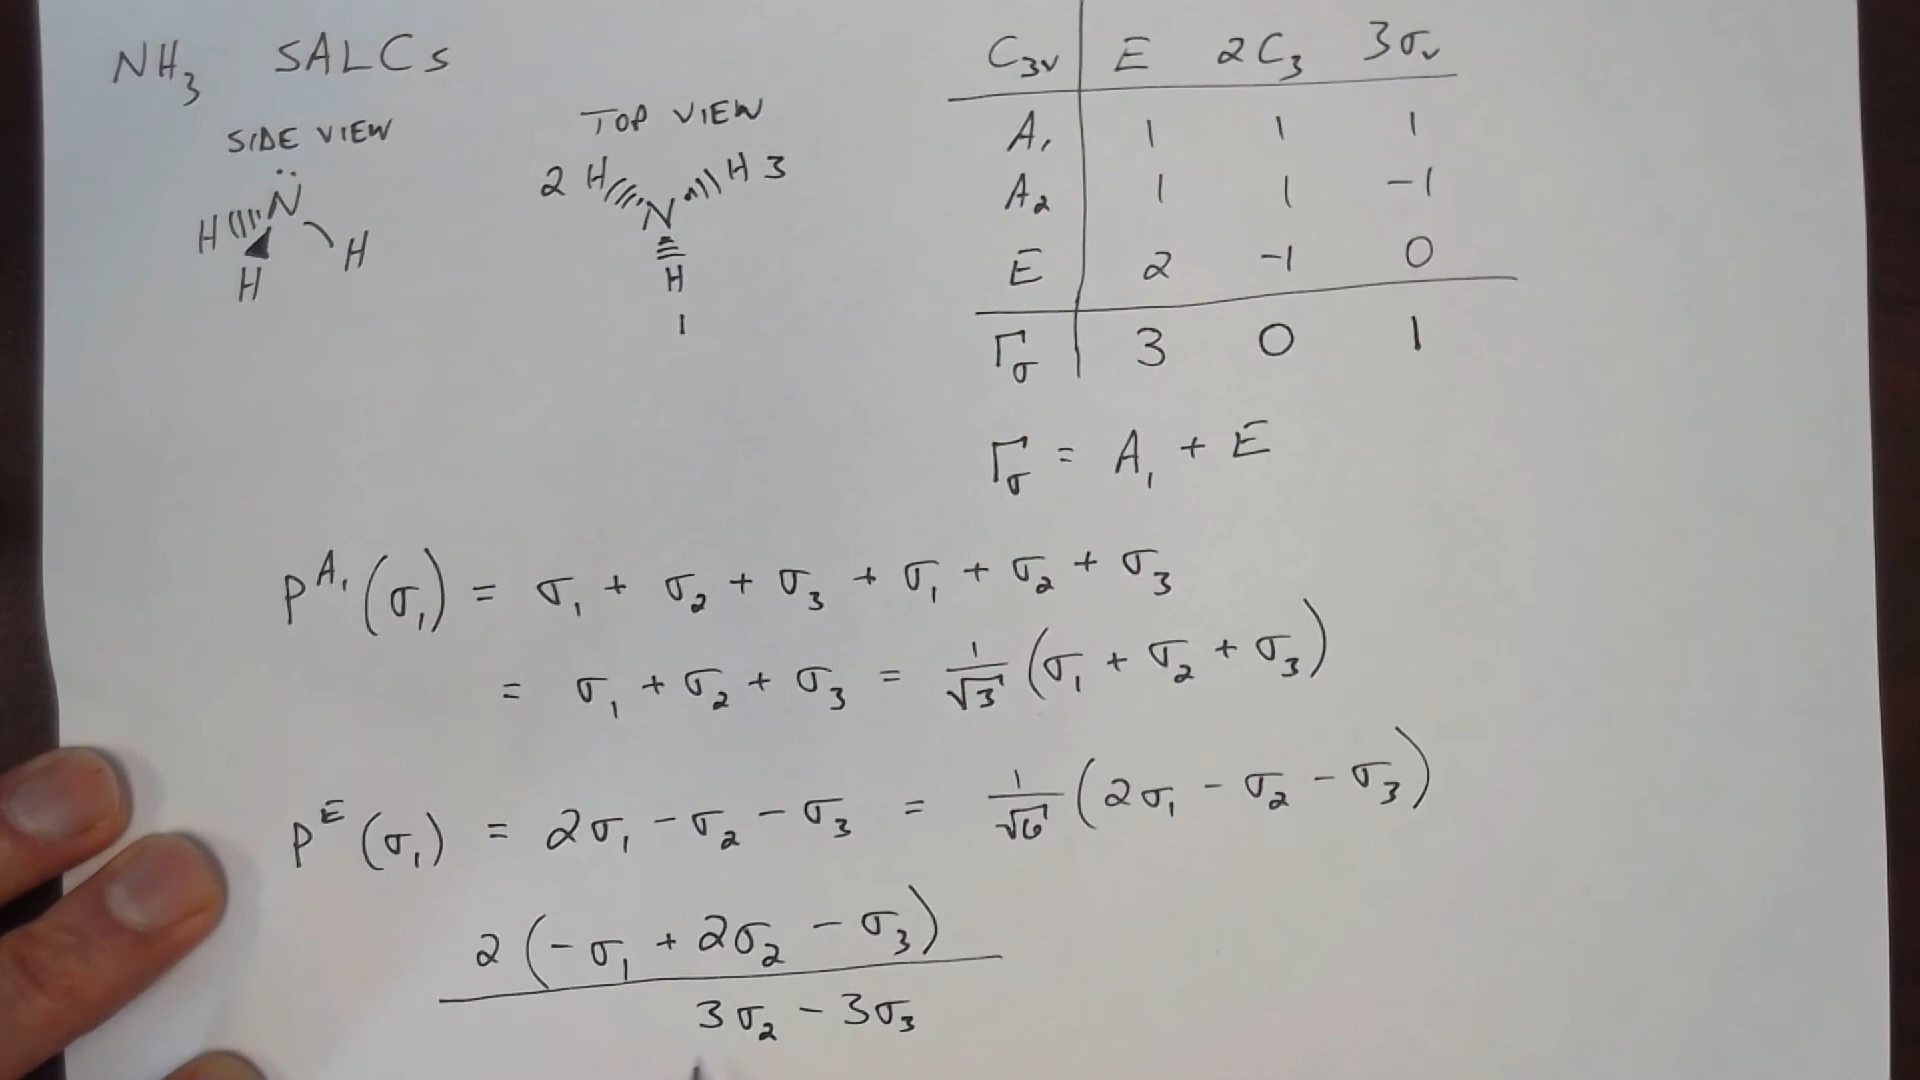 NH₃ SALCs
SIDE VIEW
N̈
H H
H
TOP VIEW
2 H H 3
N
H
1
C₃ᵥ E 2C₃ 3σᵥ
A₁ 1 1 1
A₂ 1 1 -1
E 2 -1 0
Γσ 3 0 1
Γσ = A₁ + E
P^A₁(σ₁) = σ₁ + σ₂ + σ₃ + σ₁ + σ₂ + σ₃
= σ₁ + σ₂ + σ₃ = 1/√3 (σ₁ + σ₂ + σ₃)
P^E(σ₁) = 2σ₁ - σ₂ - σ₃ = 1/√6 (2σ₁ - σ₂ - σ₃)
2(-σ₁ + 2σ₂ - σ₃)
3σ₂ - 3σ₃